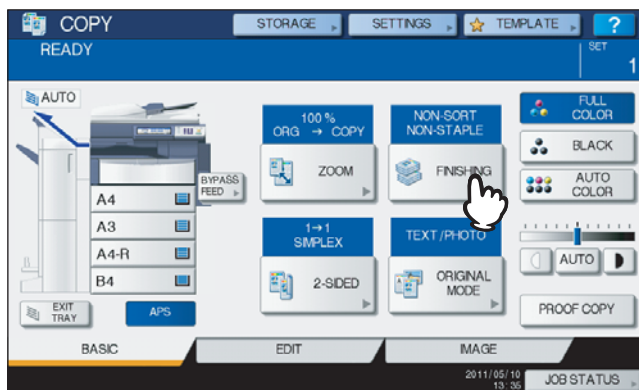 COPY
STORAGE
SETTINGS
TEMPLATE
?
READY
SET
1
AUTO
BYPASS
FEED
A4
A3
A4-R
B4
EXIT
TRAY
APS
100 %
ORG → COPY
ZOOM
NON-SORT
NON-STAPLE
FINISHING
1→1
SIMPLEX
2-SIDED
TEXT/PHOTO
ORIGINAL
MODE
FULL
COLOR
BLACK
AUTO
COLOR
AUTO
PROOF COPY
BASIC
EDIT
IMAGE
2011/05/10
13:35
JOB STATUS